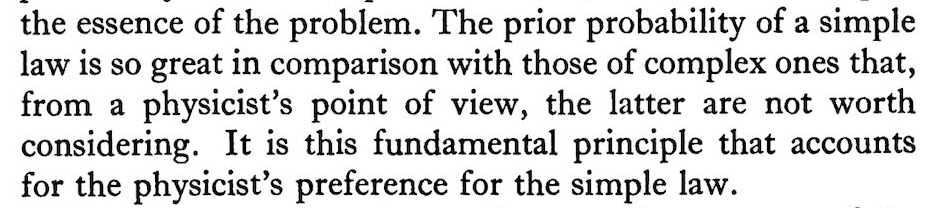 the essence of the problem. The prior probability of a simple
law is so great in comparison with those of complex ones that,
from a physicist's point of view, the latter are not worth
considering. It is this fundamental principle that accounts
for the physicist's preference for the simple law.